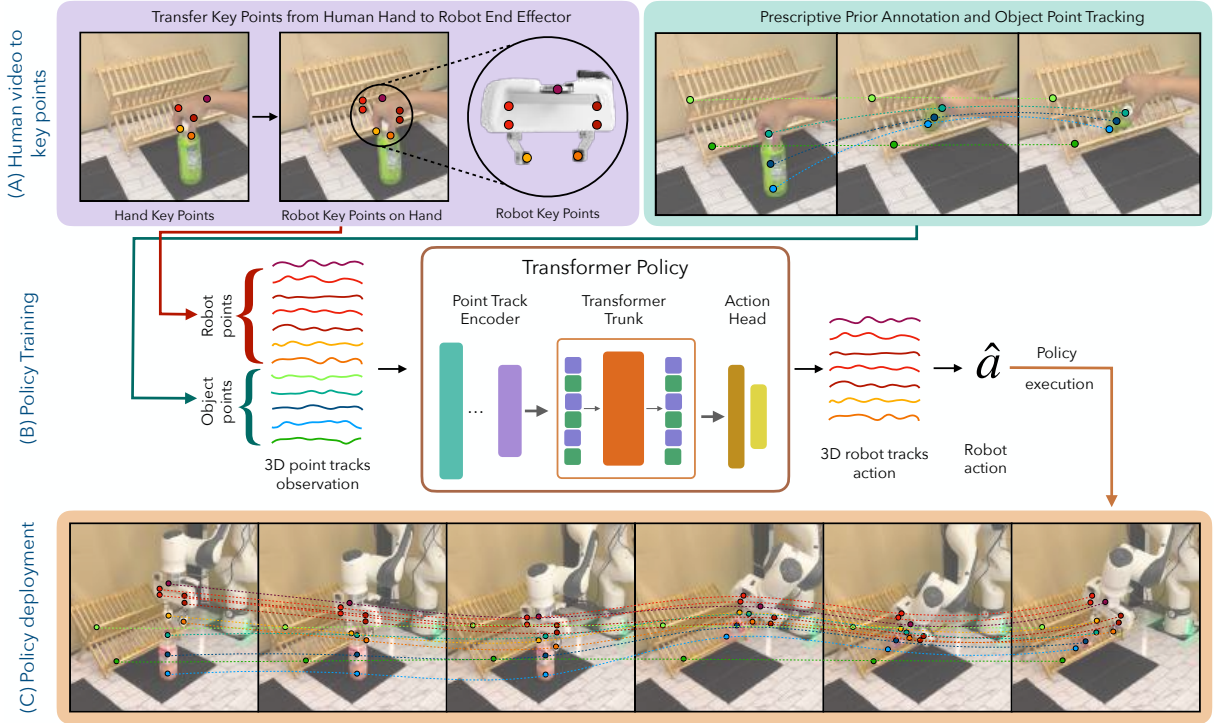 (A) Human video to
key points
Transfer Key Points from Human Hand to Robot End Effector
Hand Key Points
Robot Key Points on Hand
Robot Key Points
Prescriptive Prior Annotation and Object Point Tracking
(B) Policy Training
Robot
points
Object
points
3D point tracks
observation
Transformer Policy
Point Track
Encoder
...
Transformer
Trunk
Action
Head
3D robot tracks
action
â
Robot
action
Policy
execution
(C) Policy deployment